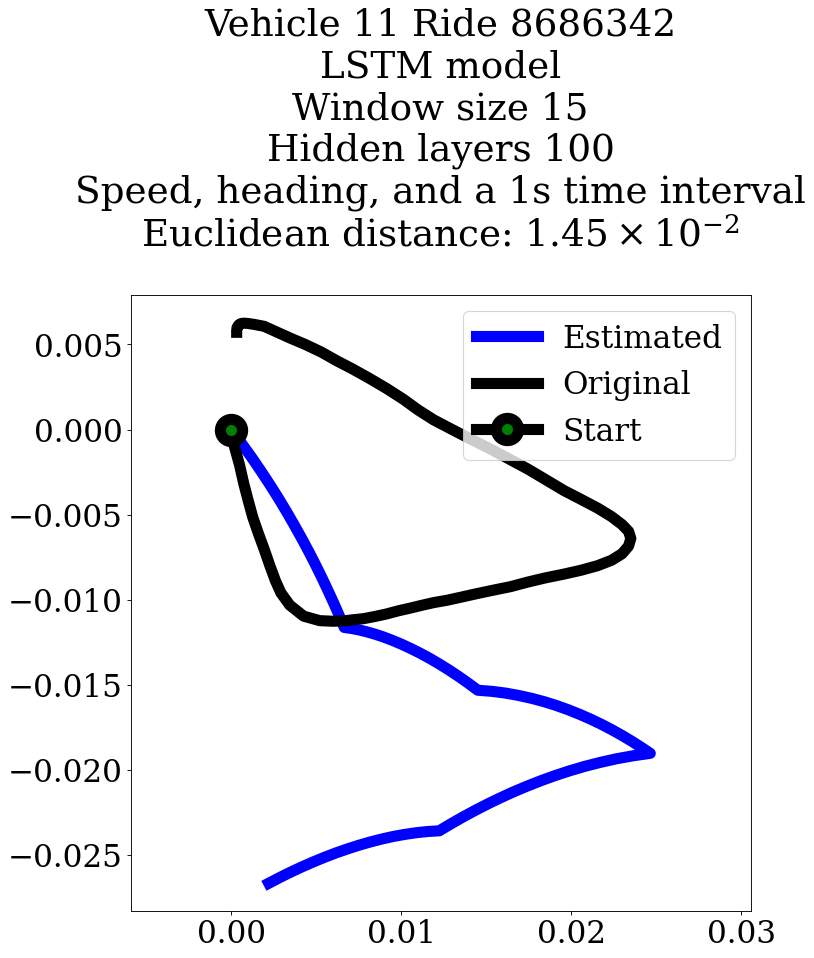 Vehicle 11 Ride 8686342
LSTM model
Window size 15
Hidden layers 100
Speed, heading, and a 1s time interval
Euclidean distance: 1.45 × 10⁻²
Estimated
Original
Start
0.005
0.000
−0.005
−0.010
−0.015
−0.020
−0.025
0.00 0.01 0.02 0.03